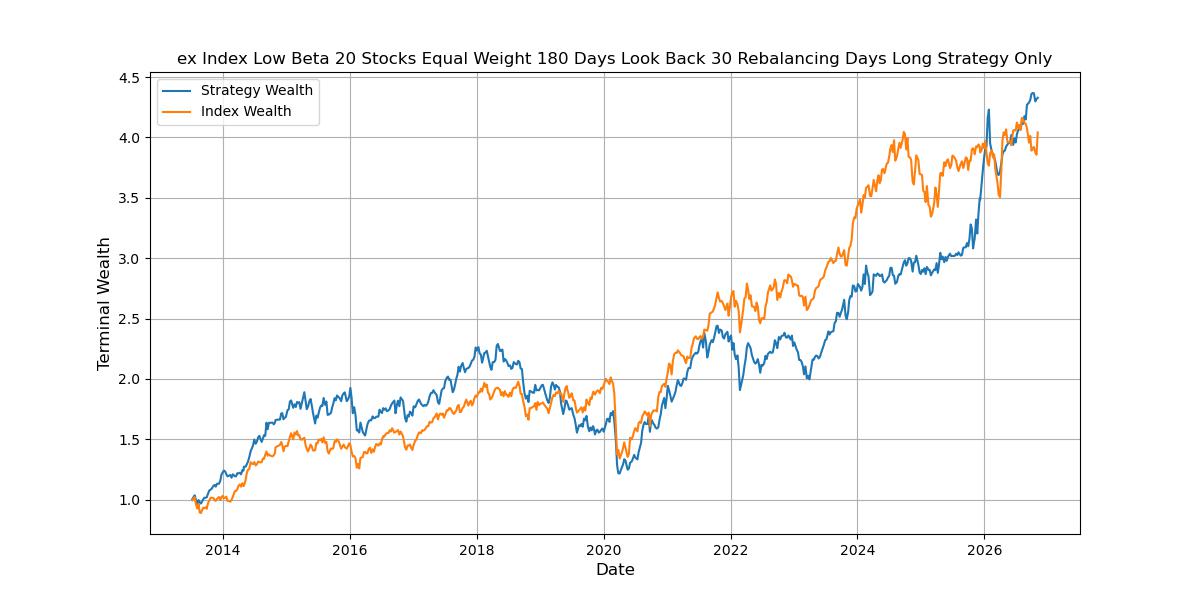 ex Index Low Beta 20 Stocks Equal Weight 180 Days Look Back 30 Rebalancing Days Long Strategy Only
Strategy Wealth
Index Wealth
Terminal Wealth
4.5
4.0
3.5
3.0
2.5
2.0
1.5
1.0
2014 2016 2018 2020 2022 2024 2026
Date